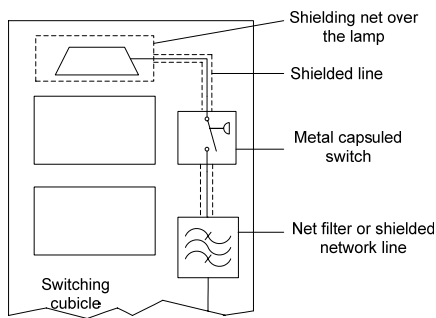 Shielding net over
the lamp
Shielded line
Metal capsuled
switch
Net filter or shielded
network line
Switching
cubicle